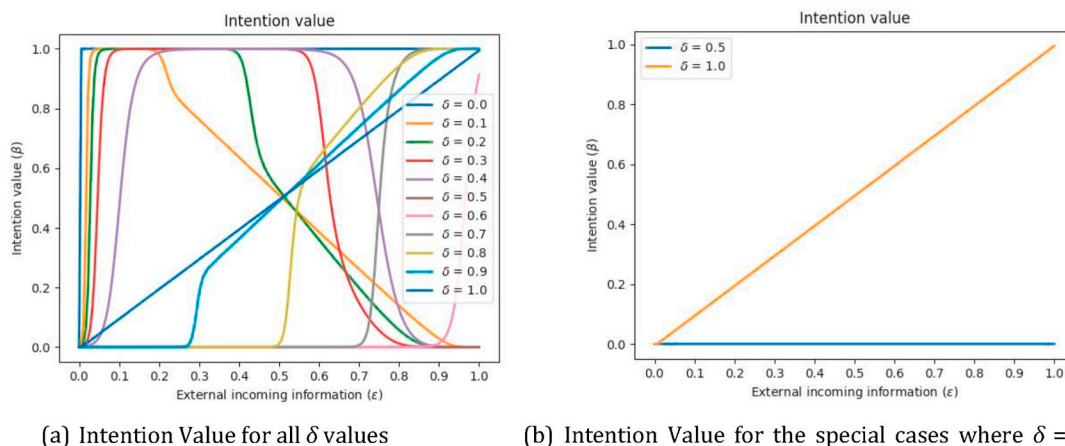 Intention value
Intention value (β)
1.0
0.8
0.6
0.4
0.2
0.0
δ = 0.0
δ = 0.1
δ = 0.2
δ = 0.3
δ = 0.4
δ = 0.5
δ = 0.6
δ = 0.7
δ = 0.8
δ = 0.9
δ = 1.0
0.0 0.1 0.2 0.3 0.4 0.5 0.6 0.7 0.8 0.9 1.0
External incoming information (ε)
(a) Intention Value for all δ values
Intention value
Intention value (β)
1.0
0.8
0.6
0.4
0.2
0.0
δ = 0.5
δ = 1.0
0.0 0.1 0.2 0.3 0.4 0.5 0.6 0.7 0.8 0.9 1.0
External incoming information (ε)
(b) Intention Value for the special cases where δ =